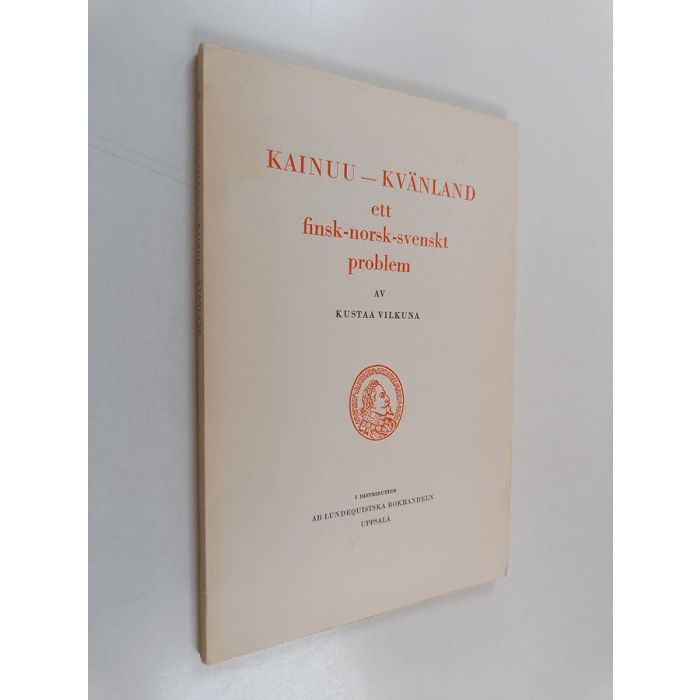 KAINUU — KVÄNLAND
ett
finsk-norsk-svenskt
problem
AV
KUSTAA VILKUNA
I DISTRIBUTION
AB LUNDEQUISTSKA BOKHANDELN
UPPSALA